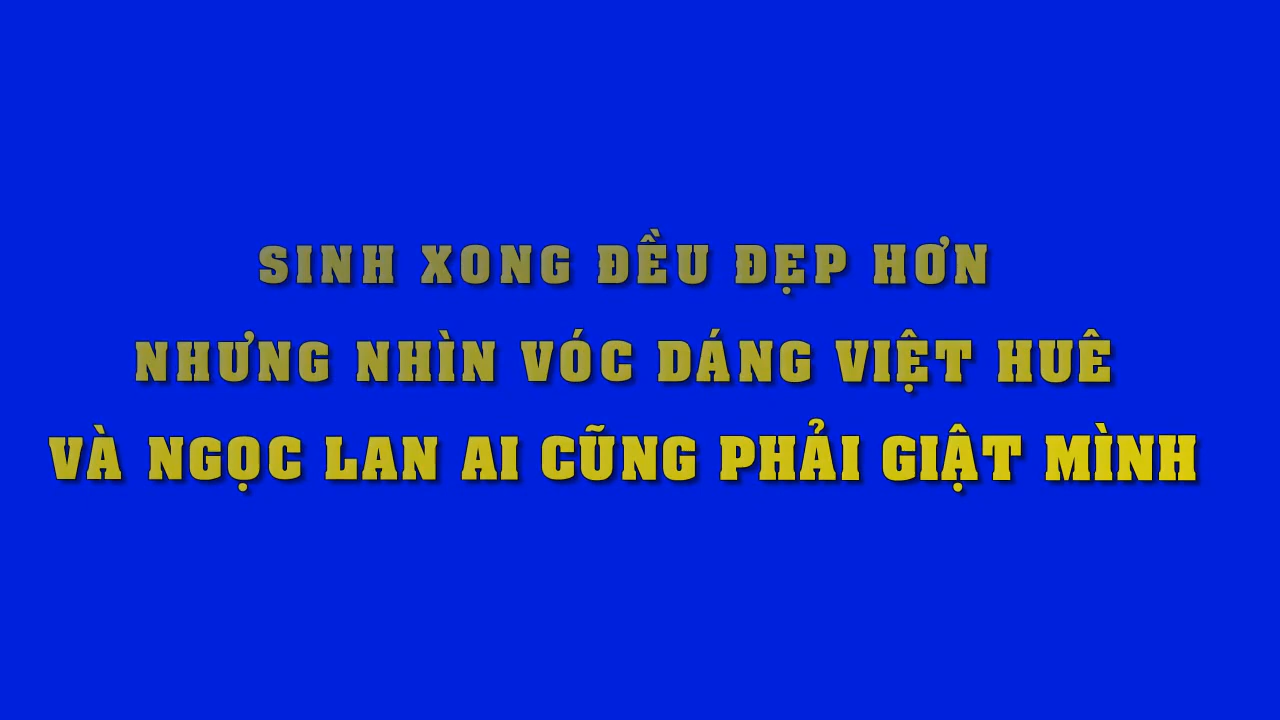 SINH XONG ĐỀU ĐẸP HƠN
NHƯNG NHÌN VÓC DÁNG VIỆT HUÊ
VÀ NGỌC LAN AI CŨNG PHẢI GIẬT MÌNH